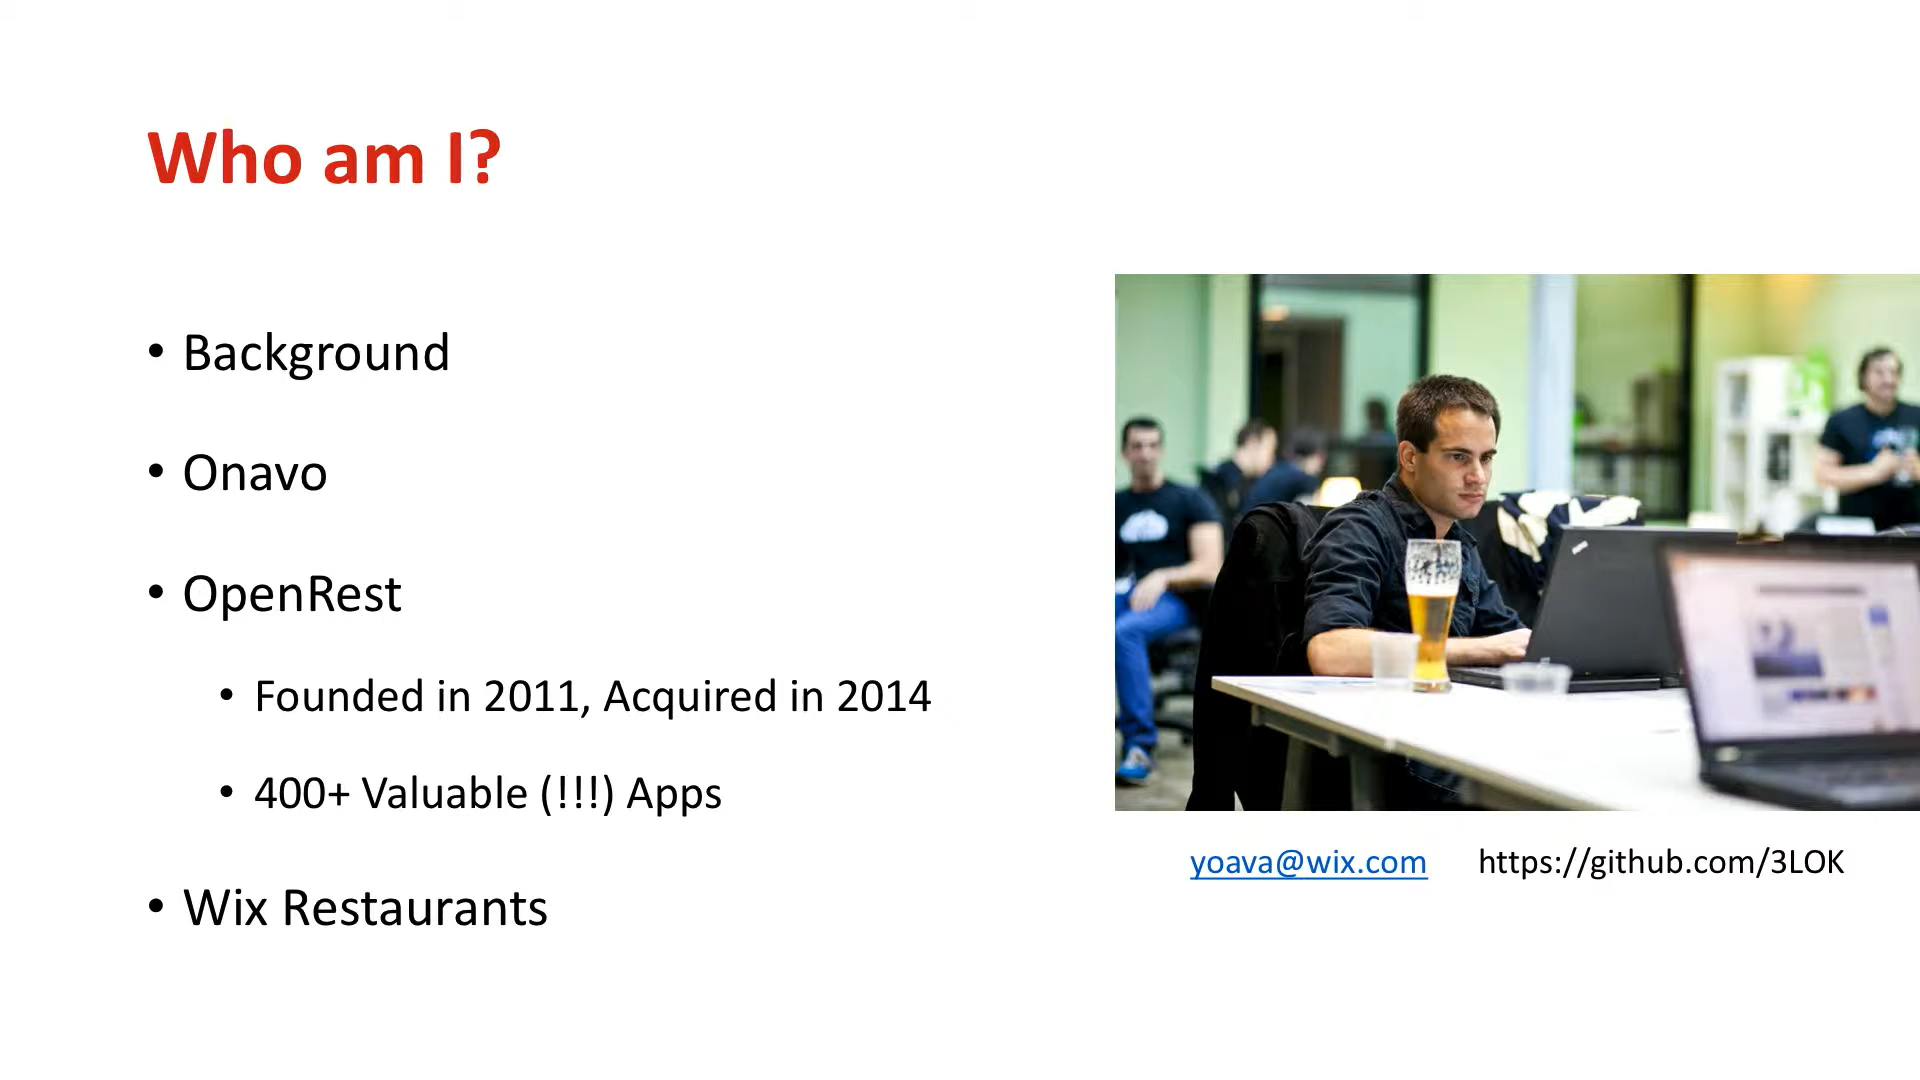 Who am I?
• Background
• Onavo
• OpenRest
• Founded in 2011, Acquired in 2014
• 400+ Valuable (!!!) Apps
• Wix Restaurants
yoava@wix.com https://github.com/3LOK